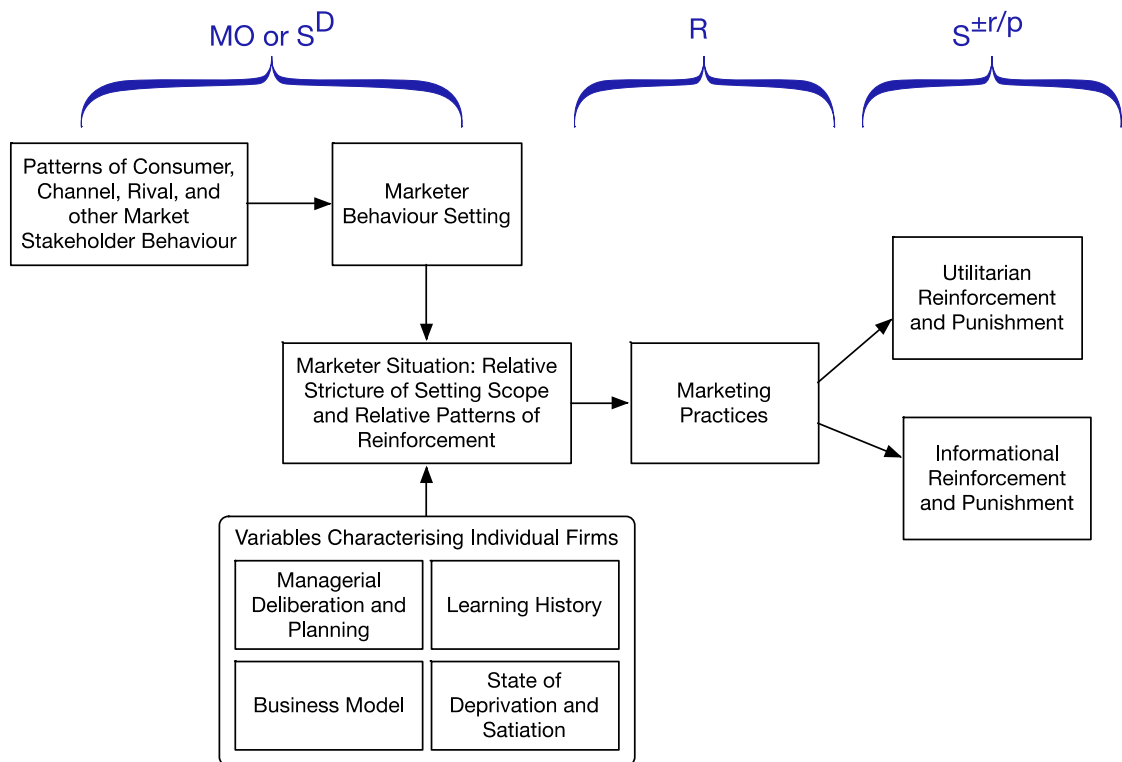 MO or S^D
R
S^±r/p
Patterns of Consumer,
Channel, Rival, and
other Market
Stakeholder Behaviour
Marketer
Behaviour Setting
Marketer Situation: Relative
Stricture of Setting Scope
and Relative Patterns of
Reinforcement
Marketing
Practices
Utilitarian
Reinforcement
and Punishment
Informational
Reinforcement
and Punishment
Variables Characterising Individual Firms
Managerial
Deliberation and
Planning
Learning History
Business Model
State of
Deprivation and
Satiation